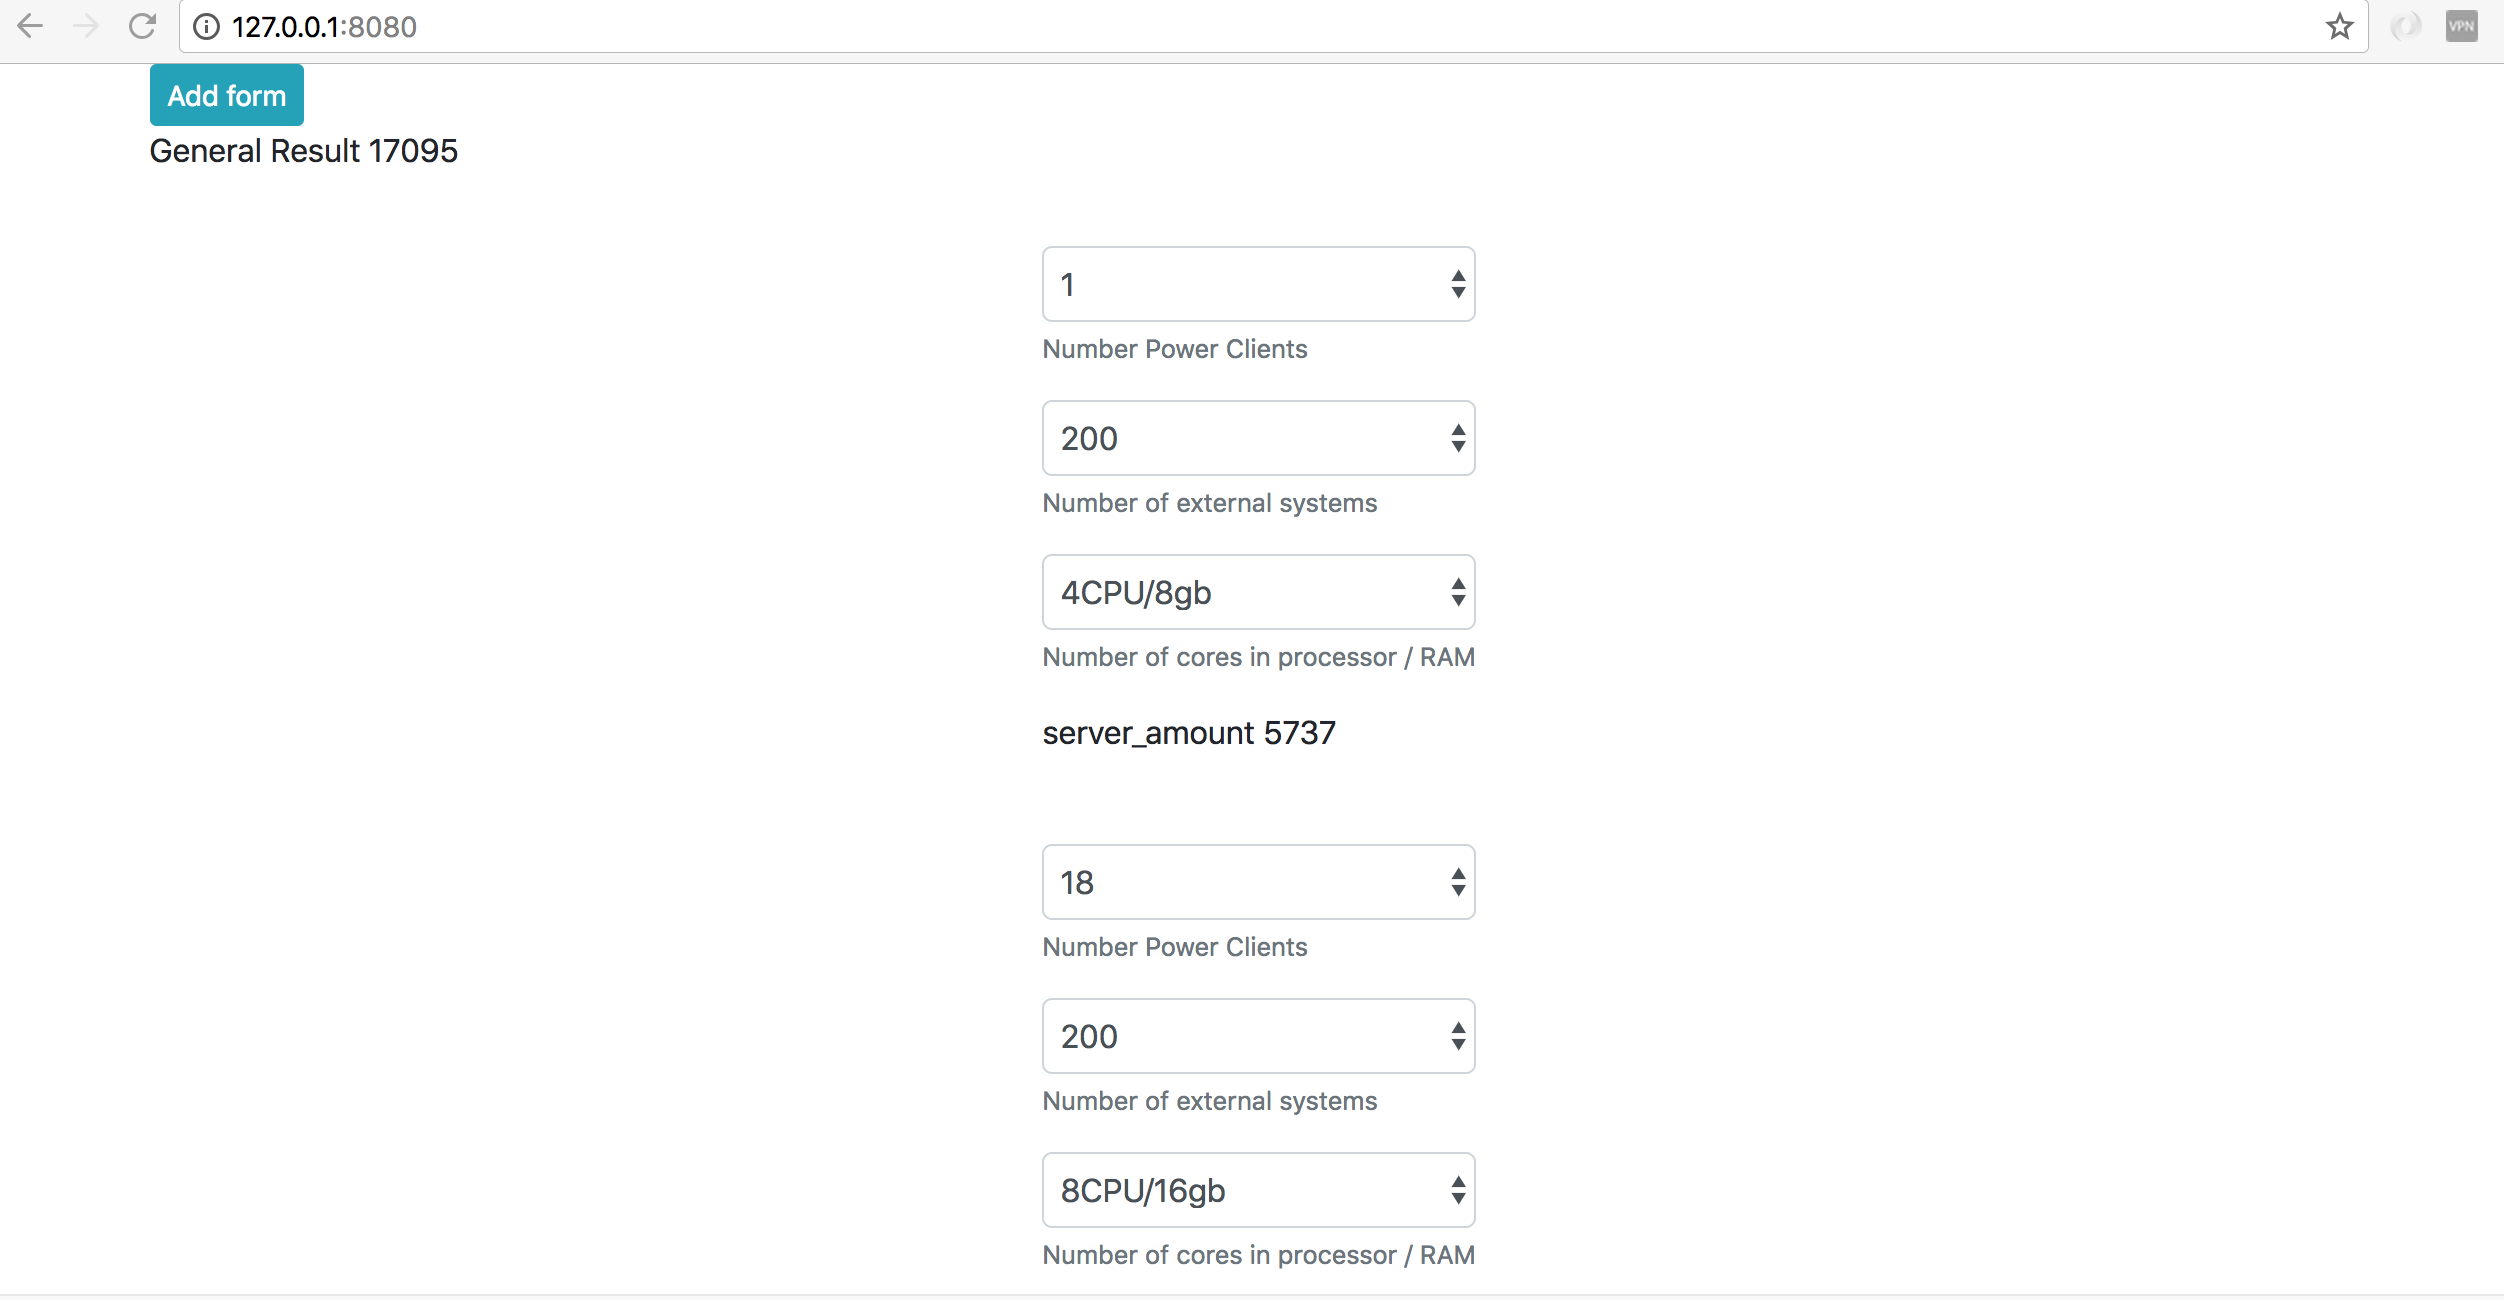 127.0.0.1:8080
VPN
Add form
General Result 17095
1
Number Power Clients
200
Number of external systems
4CPU/8gb
Number of cores in processor / RAM
server_amount 5737
18
Number Power Clients
200
Number of external systems
8CPU/16gb
Number of cores in processor / RAM